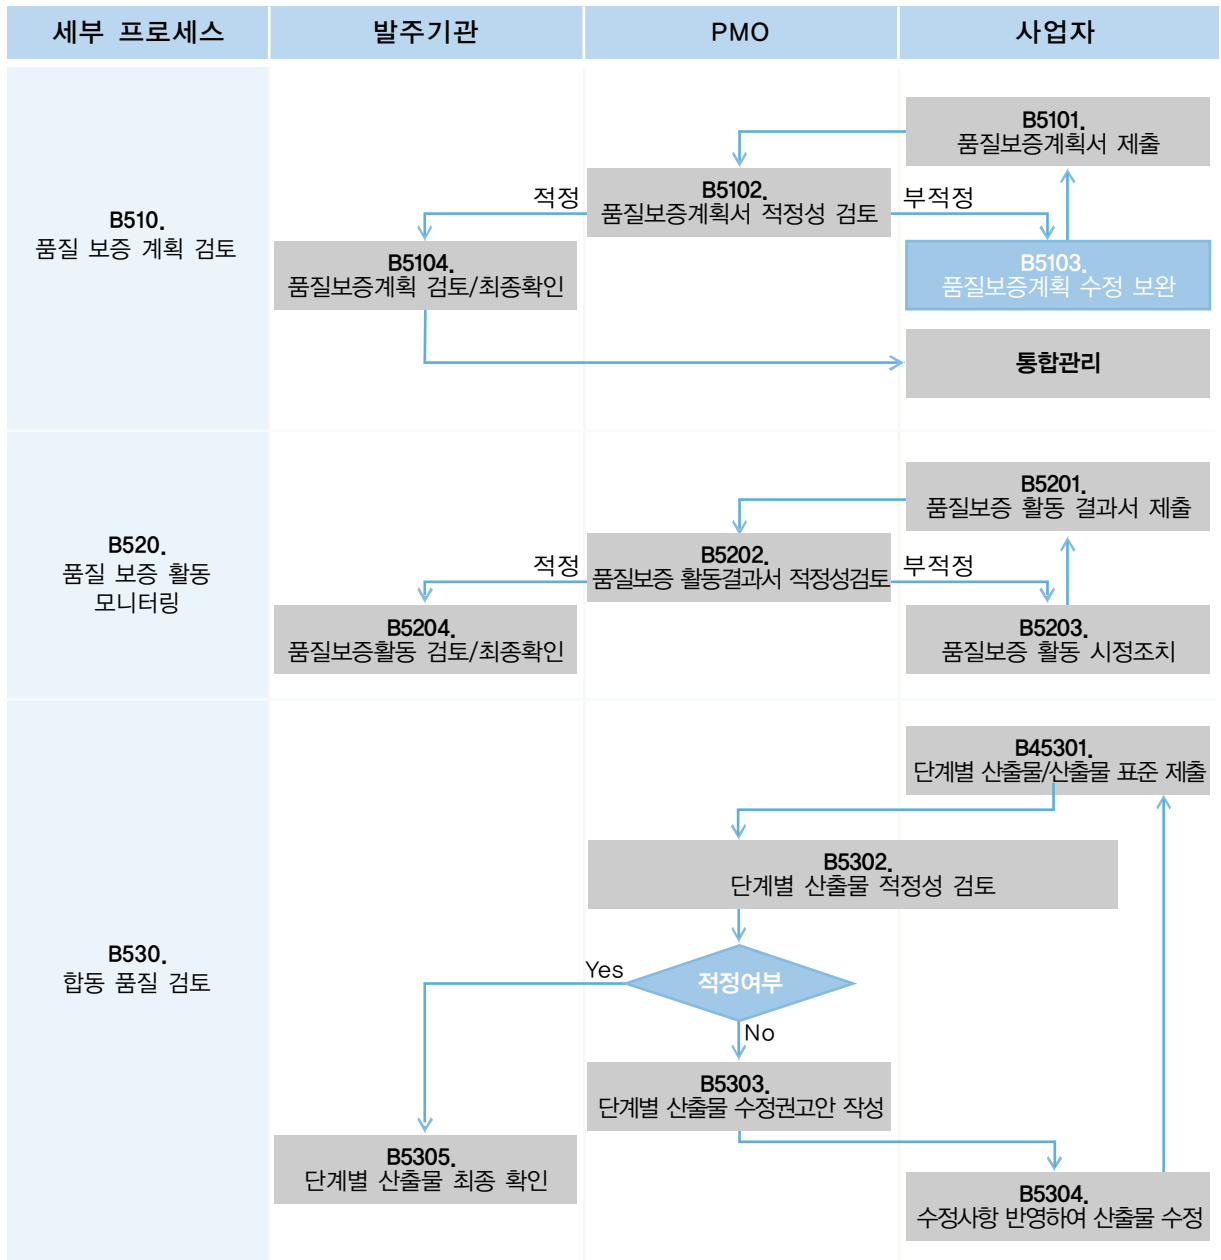 세부 프로세스
발주기관
PMO
사업자
B510.
품질 보증 계획 검토
B5101.
품질보증계획서 제출
B5102.
품질보증계획서 적정성 검토
적정
부적정
B5104.
품질보증계획 검토/최종확인
B5103.
품질보증계획 수정 보완
통합관리
B520.
품질 보증 활동
모니터링
B5201.
품질보증 활동 결과서 제출
B5202.
품질보증 활동결과서 적정성검토
적정
부적정
B5204.
품질보증활동 검토/최종확인
B5203.
품질보증 활동 시정조치
B530.
합동 품질 검토
B45301.
단계별 산출물/산출물 표준 제출
B5302.
단계별 산출물 적정성 검토
적정여부
Yes
No
B5303.
단계별 산출물 수정권고안 작성
B5305.
단계별 산출물 최종 확인
B5304.
수정사항 반영하여 산출물 수정